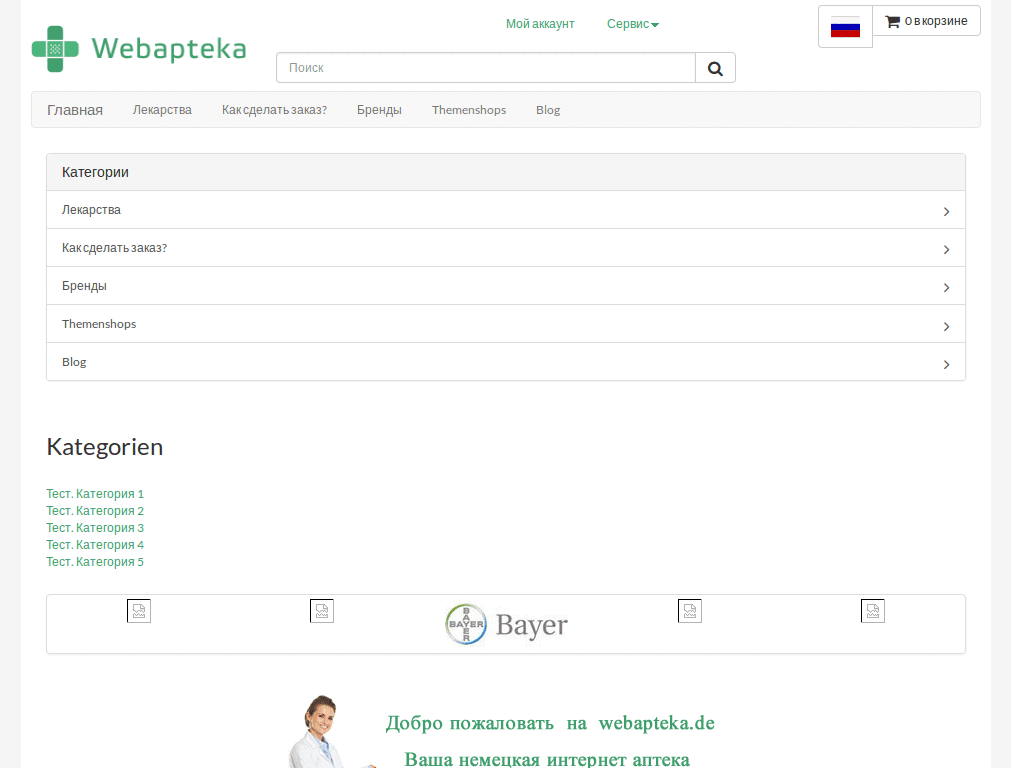 Мой аккаунт Сервис
0 в корзине
Webapteka
Поиск
Главная Лекарства Как сделать заказ? Бренды Themenshops Blog
Категории
Лекарства
Как сделать заказ?
Бренды
Themenshops
Blog
Kategorien
Тест. Категория 1
Тест. Категория 2
Тест. Категория 3
Тест. Категория 4
Тест. Категория 5
BAYER BAYER Bayer
Добро пожаловать на webapteka.de
Ваша немецкая интернет аптека